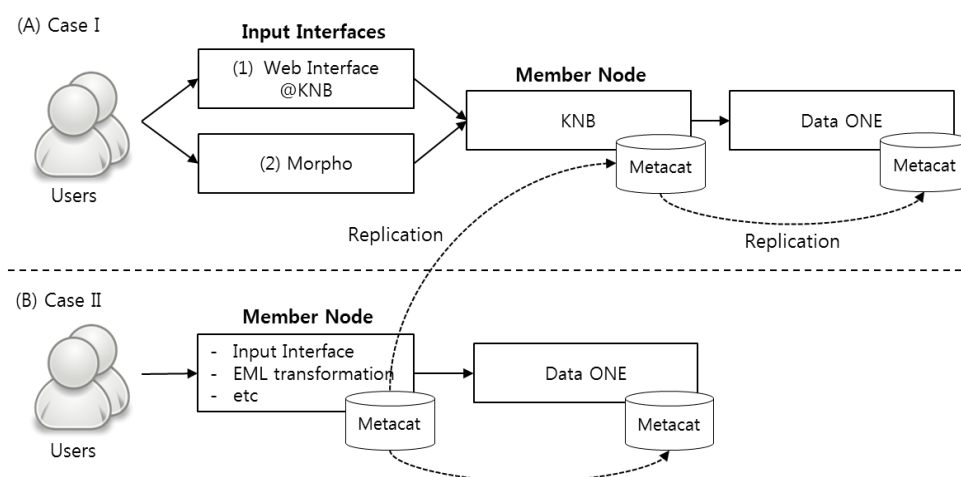 (A) Case I
Input Interfaces
(1) Web Interface
@KNB
(2) Morpho
Users
Member Node
KNB
Metacat
Data ONE
Metacat
Replication
Replication
(B) Case II
Member Node
- Input Interface
- EML transformation
- etc
Metacat
Data ONE
Metacat
Users